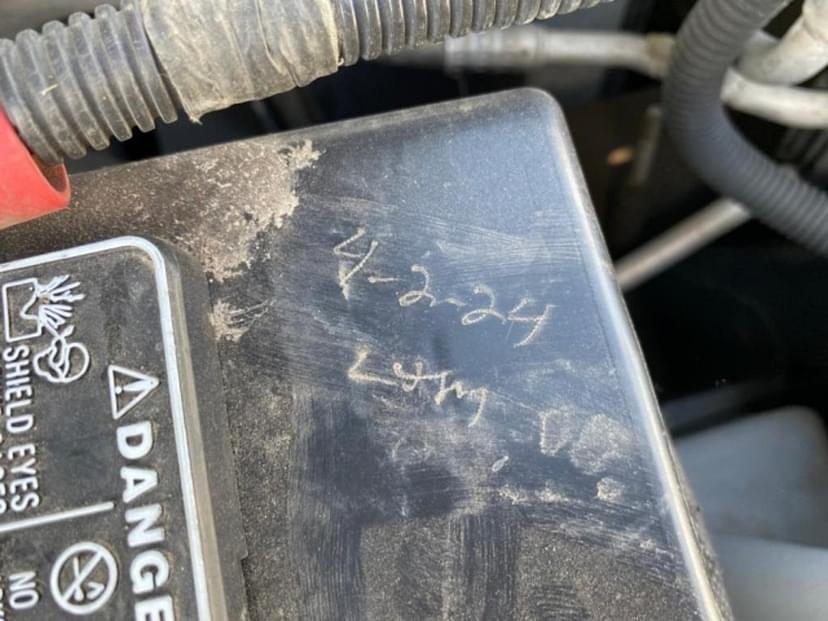 4-2-24
SHIELD EYES
DANGE
NO